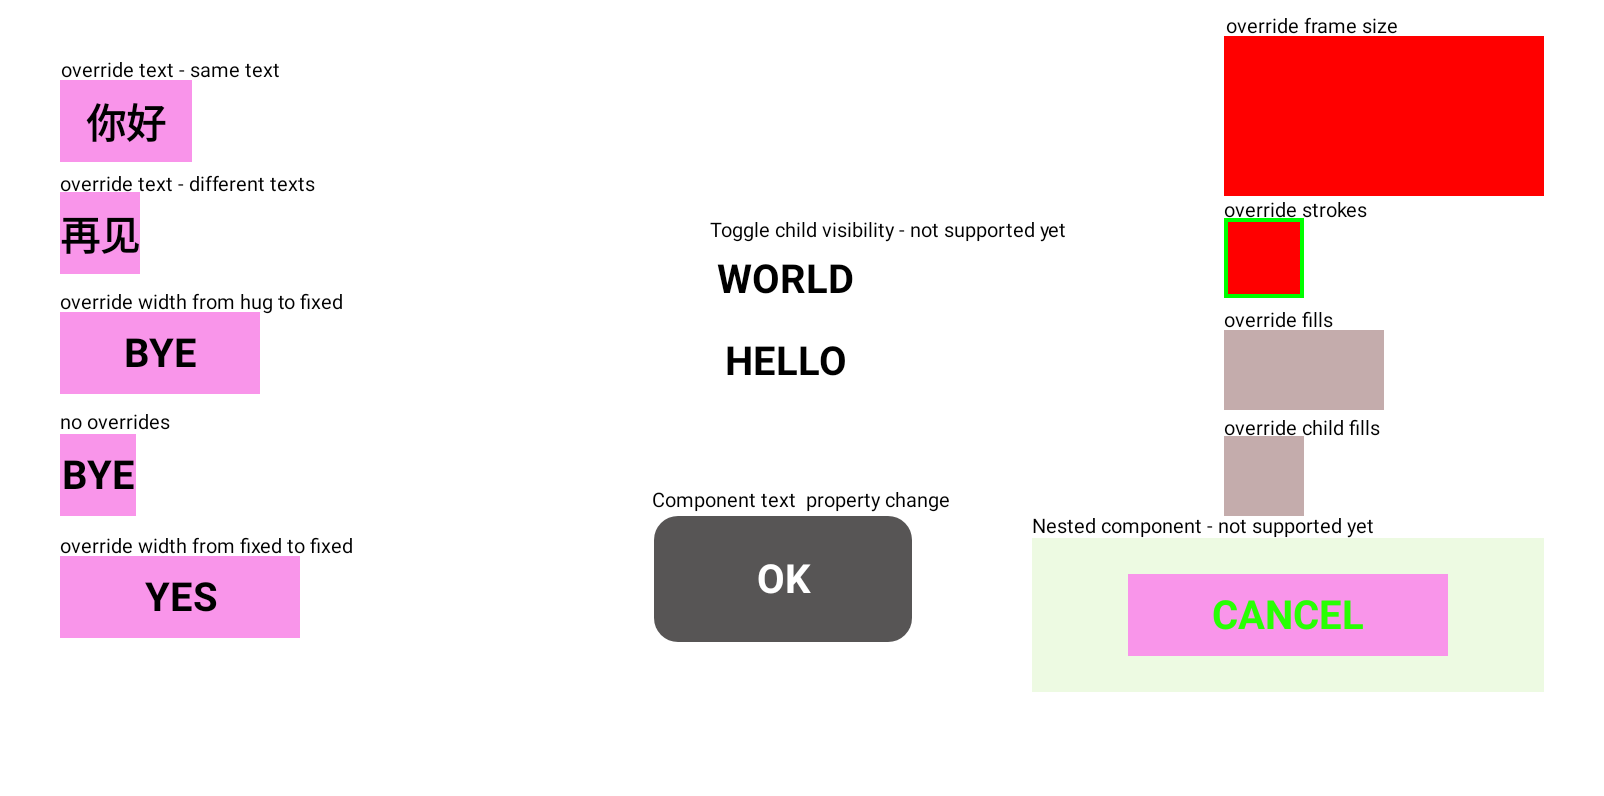 override text - same text
你好
override text - different texts
再见
override width from hug to fixed
BYE
no overrides
BYE
override width from fixed to fixed
YES
Toggle child visibility - not supported yet
WORLD
HELLO
Component text  property change
OK
override frame size
override strokes
override fills
override child fills
Nested component - not supported yet
CANCEL